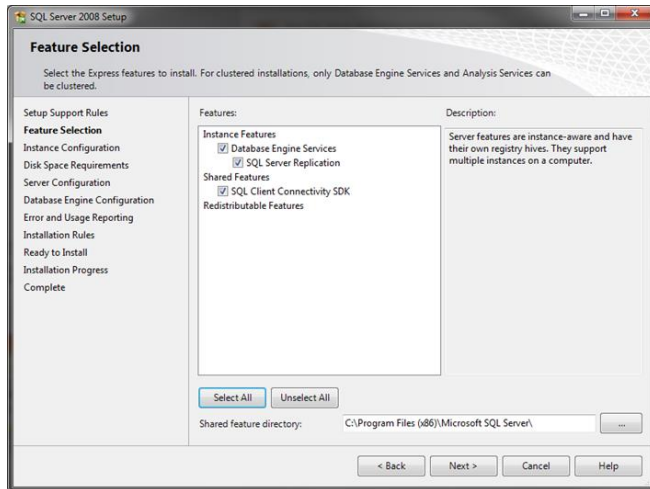 SQL Server 2008 Setup
Feature Selection
Select the Express features to install. For clustered installations, only Database Engine Services and Analysis Services can
be clustered.
Setup Support Rules
Feature Selection
Instance Configuration
Disk Space Requirements
Server Configuration
Database Engine Configuration
Error and Usage Reporting
Installation Rules
Ready to Install
Installation Progress
Complete
Features:
Instance Features
Database Engine Services
SQL Server Replication
Shared Features
SQL Client Connectivity SDK
Redistributable Features
Description:
Server features are instance-aware and have
their own registry hives. They support
multiple instances on a computer.
Select All
Unselect All
Shared feature directory:
C:\Program Files (x86)\Microsoft SQL Server\
...
< Back
Next >
Cancel
Help